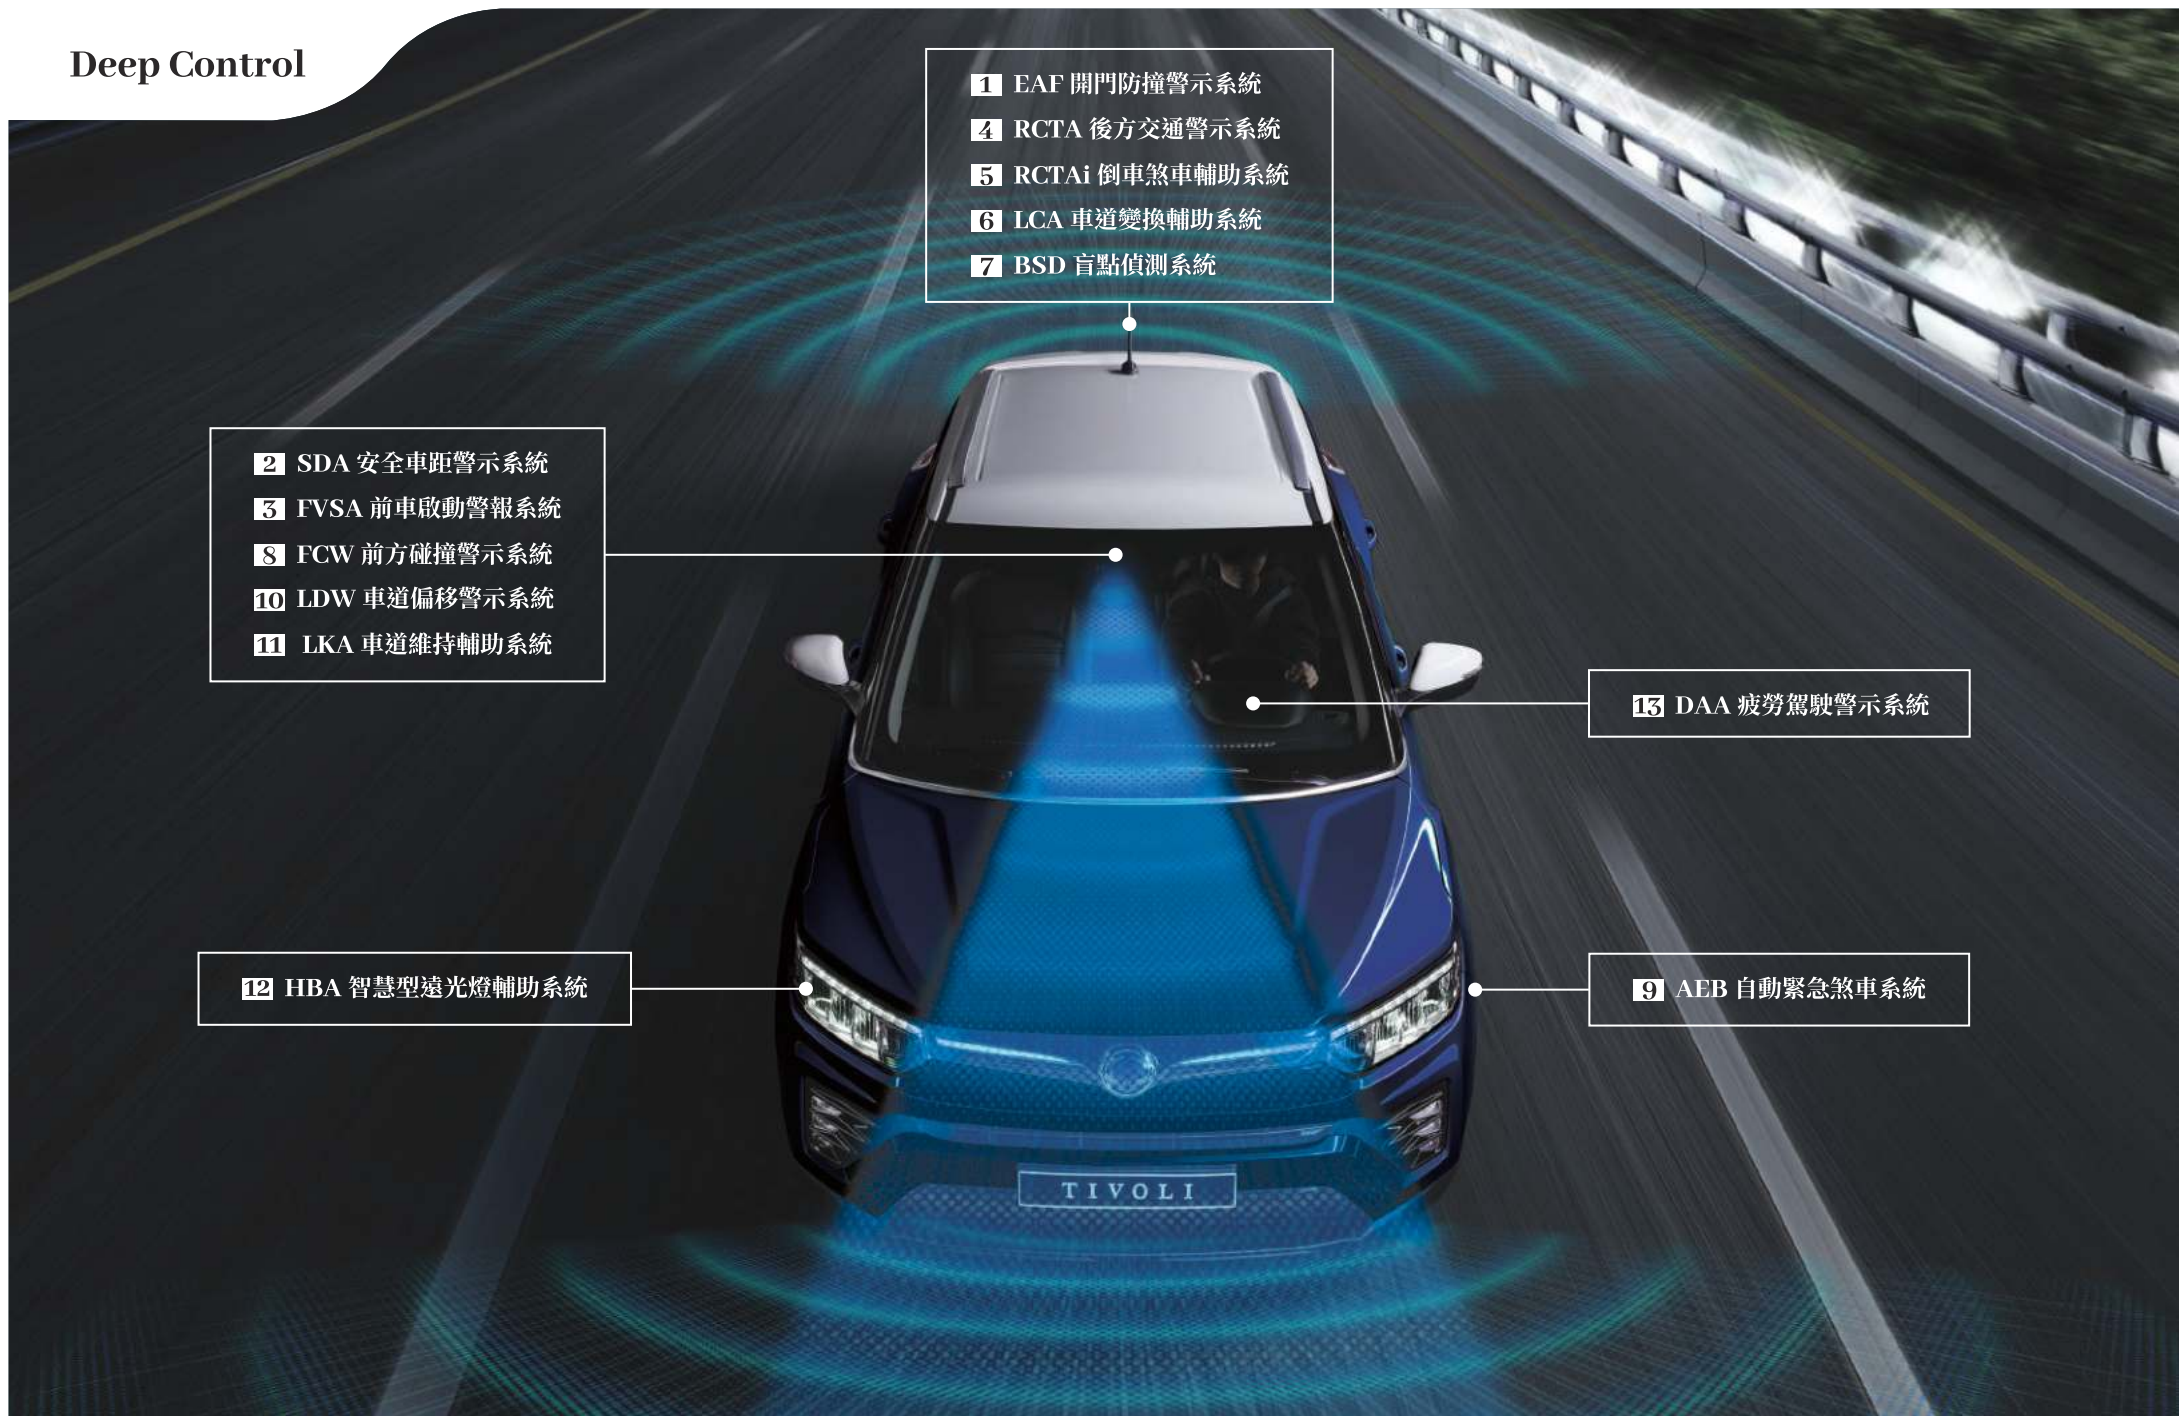 Deep Control
1 EAF 開門防撞警示系統
4 RCTA 後方交通警示系統
5 RCTAi 倒車煞車輔助系統
6 LCA 車道變換輔助系統
7 BSD 盲點偵測系統
2 SDA 安全車距警示系統
3 FVSA 前車啟動警報系統
8 FCW 前方碰撞警示系統
10 LDW 車道偏移警示系統
11 LKA 車道維持輔助系統
13 DAA 疲勞駕駛警示系統
12 HBA 智慧型遠光燈輔助系統
9 AEB 自動緊急煞車系統
TIVOLI